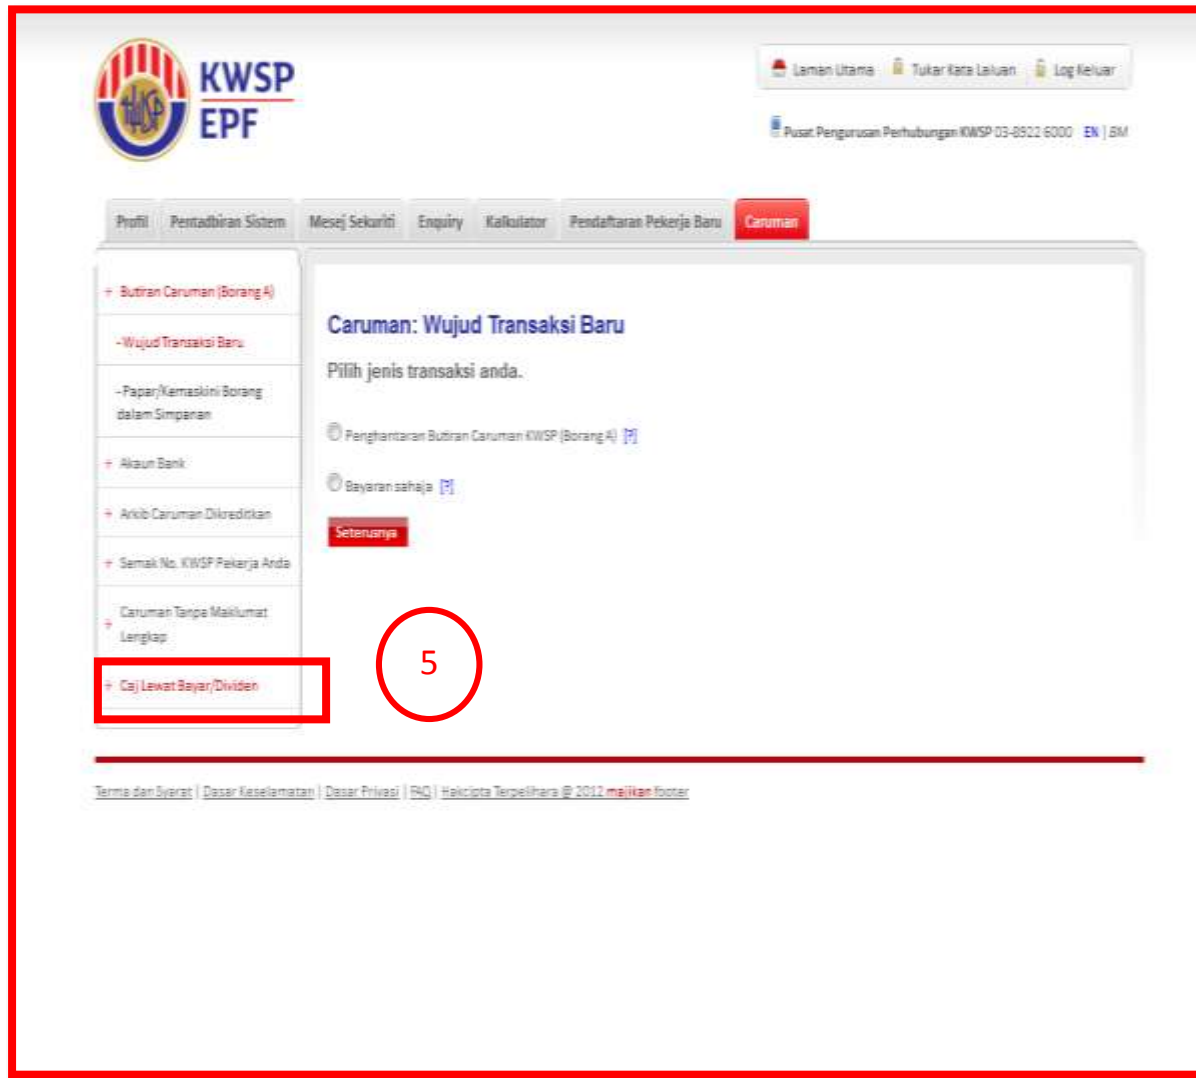 KWSP
EPF
Laman Utama Tukar Kata Laluan Log Keluar
Pusat Pengurusan Perhubungan KWSP 03-8922 6000 EN | BM
Profil Pentadbiran Sistem Mesej Sekuriti Enquiry Kalkulator Pendaftaran Pekerja Baru Caruman
+ Butiran Caruman (Borang A)
- Wujud Transaksi Baru
- Papar/Kemaskini Borang
dalam Simpanan
+ Akaun Bank
+ Arkib Caruman Dikreditkan
+ Semak No. KWSP Pekerja Anda
+ Caruman Tanpa Maklumat
Lengkap
+ Caj Lewat Bayar/Dividen
Caruman: Wujud Transaksi Baru
Pilih jenis transaksi anda.
Penghantaran Butiran Caruman KWSP (Borang A) [?]
Bayaran sahaja [?]
Seterusnya
5
Terma dan Syarat | Dasar Keselamatan | Dasar Privasi | FAQ | Hakcipta Terpelihara @ 2012 majikan footer